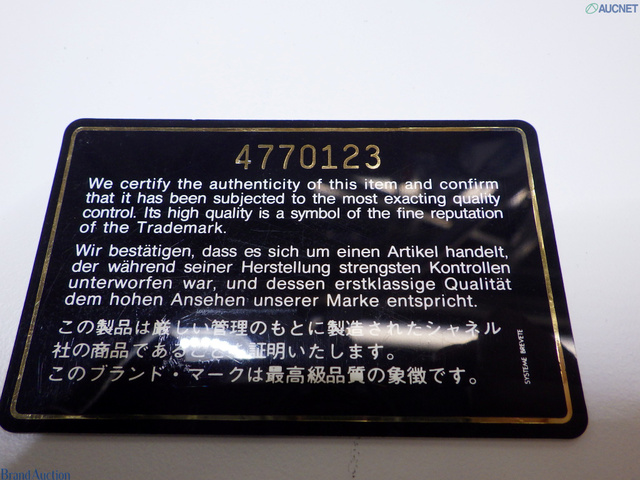 AUCNET
4770123
We certify the authenticity of this item and confirm
that it has been subjected to the most exacting quality
control. Its high quality is a symbol of the fine reputation
of the Trademark.
Wir bestätigen, dass es sich um einen Artikel handelt,
der während seiner Herstellung strengsten Kontrollen
unterworfen war, und dessen erstklassige Qualität
dem hohen Ansehen unserer Marke entspricht.
この製品は厳しい管理のもとに製造されたシャネル
社の商品であることを証明いたします。
このブランド・マークは最高級品質の象徴です。
SYSTEME BREVETE
Brand Auction